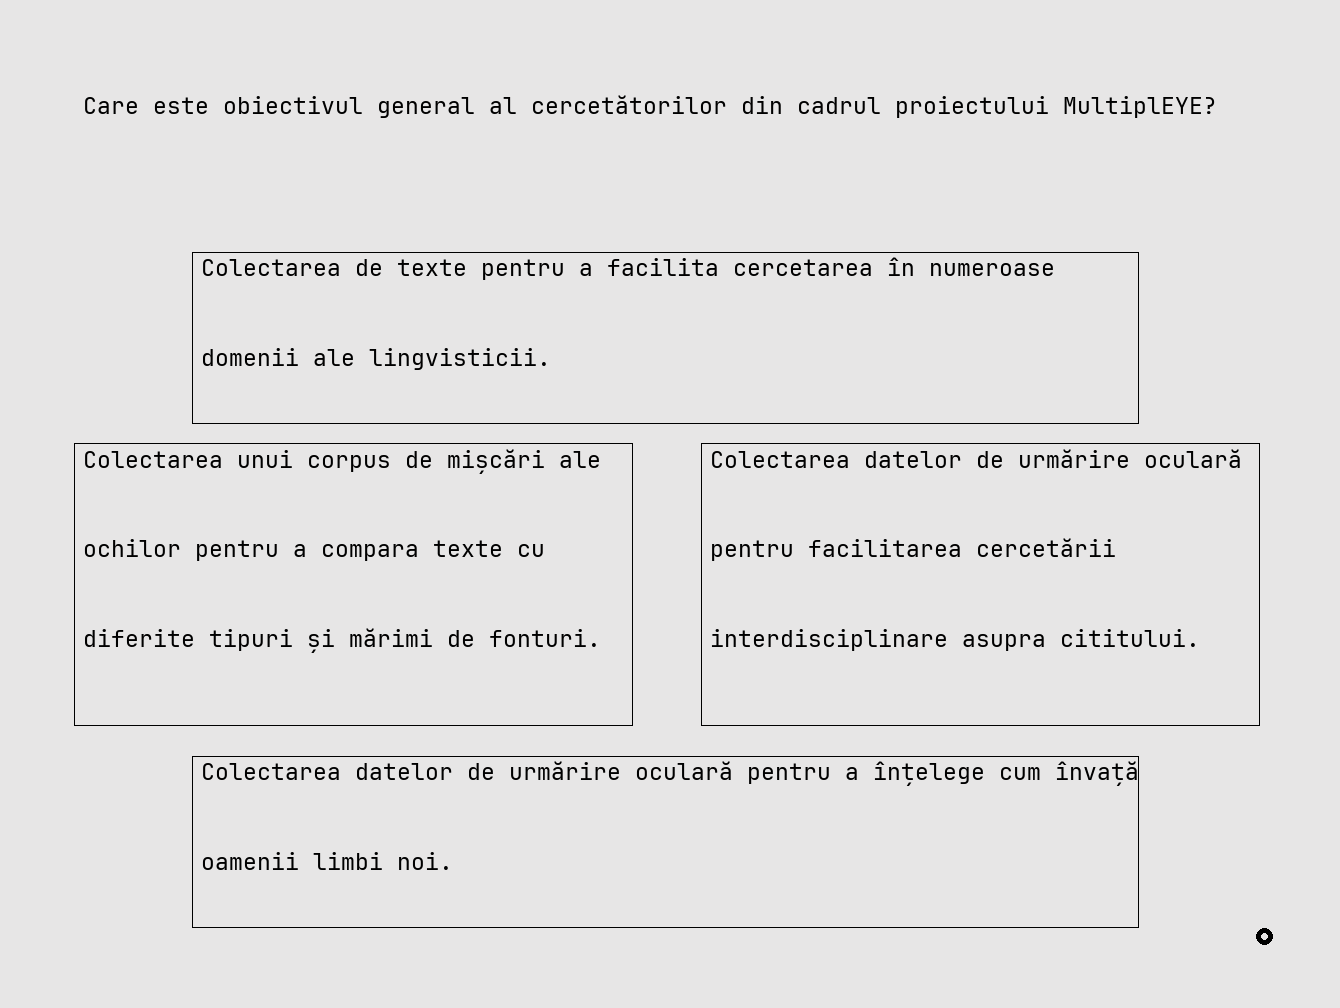 Care este obiectivul general al cercetătorilor din cadrul proiectului MultiplEYE?
Colectarea de texte pentru a facilita cercetarea în numeroase
domenii ale lingvisticii.
Colectarea unui corpus de mișcări ale
ochilor pentru a compara texte cu
diferite tipuri și mărimi de fonturi.
Colectarea datelor de urmărire oculară
pentru facilitarea cercetării
interdisciplinare asupra cititului.
Colectarea datelor de urmărire oculară pentru a înțelege cum învață
oamenii limbi noi.